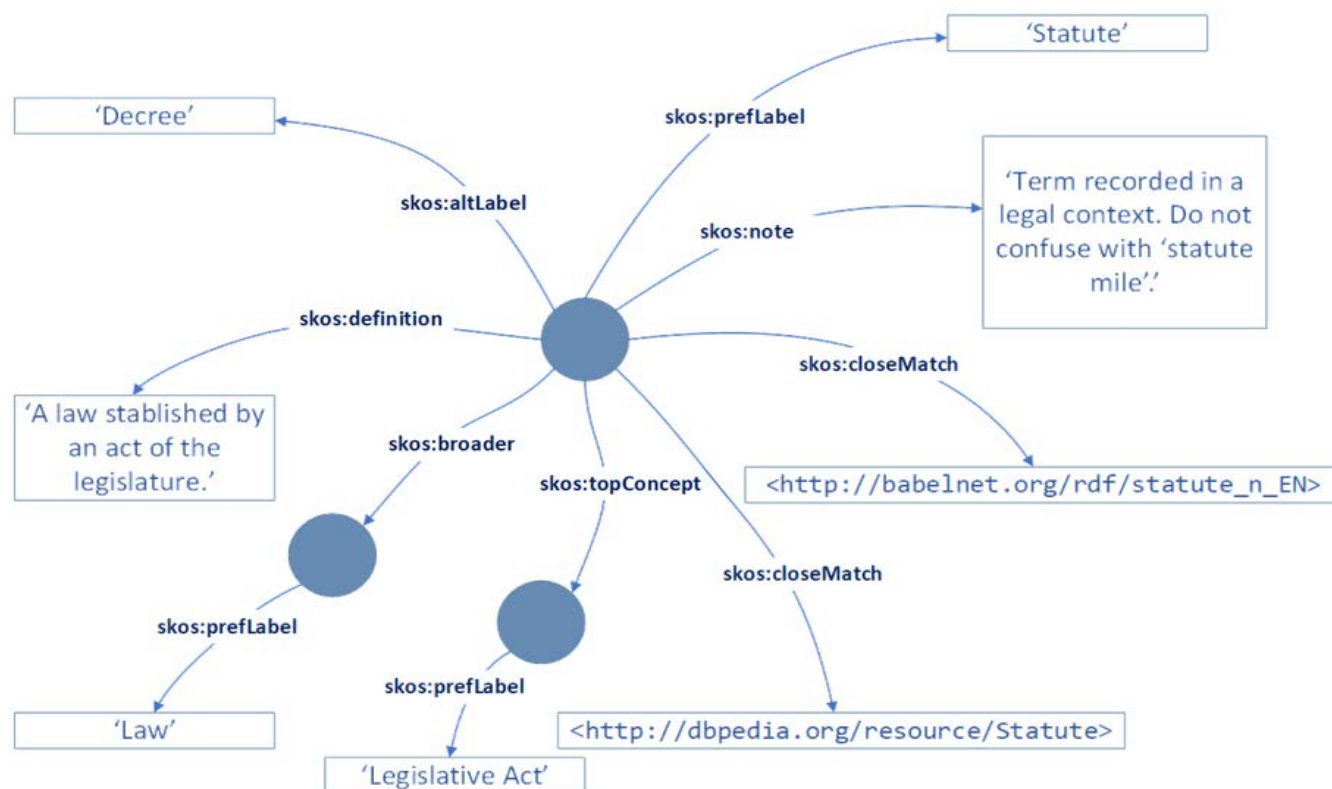 ‘Statute’
‘Decree’
skos:prefLabel
‘Term recorded in a
legal context. Do not
confuse with ‘statute
mile’.’
skos:altLabel
skos:note
skos:definition
skos:closeMatch
‘A law stablished by
an act of the
legislature.’
skos:broader
skos:topConcept
<http://babelnet.org/rdf/statute_n_EN>
skos:closeMatch
skos:prefLabel
skos:prefLabel
‘Law’
<http://dbpedia.org/resource/Statute>
‘Legislative Act’